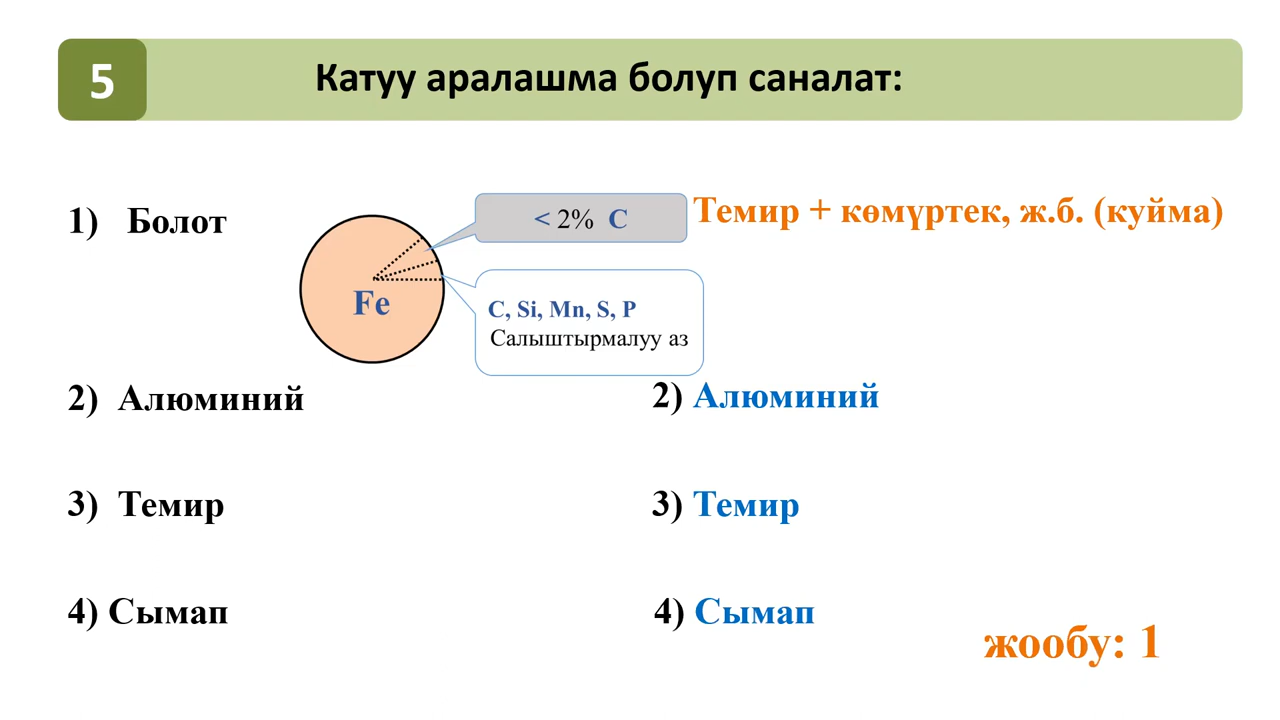 5
Катуу аралашма болуп саналат:
1) Болот
< 2% C
Темир + көмүртек, ж.б. (куйма)
Fe
C, Si, Mn, S, P
Салыштырмалуу аз
2) Алюминий
2) Алюминий
3) Темир
3) Темир
4) Сымап
4) Сымап
жообу: 1